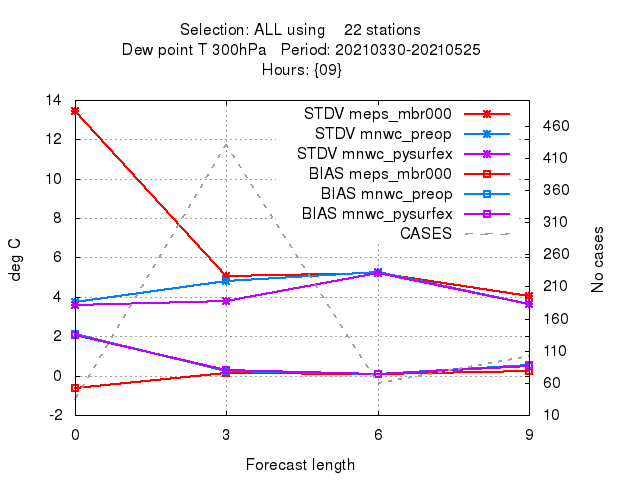 Selection: ALL using    22 stations
Dew point T 300hPa   Period: 20210330-20210525
Hours: {09}
STDV meps_mbr000
STDV mnwc_preop
STDV mnwc_pysurfex
BIAS meps_mbr000
BIAS mnwc_preop
BIAS mnwc_pysurfex
CASES
14
12
10
8
6
4
2
0
-2
deg C
460
410
360
310
260
210
160
110
60
10
No cases
0 3 6 9
Forecast length